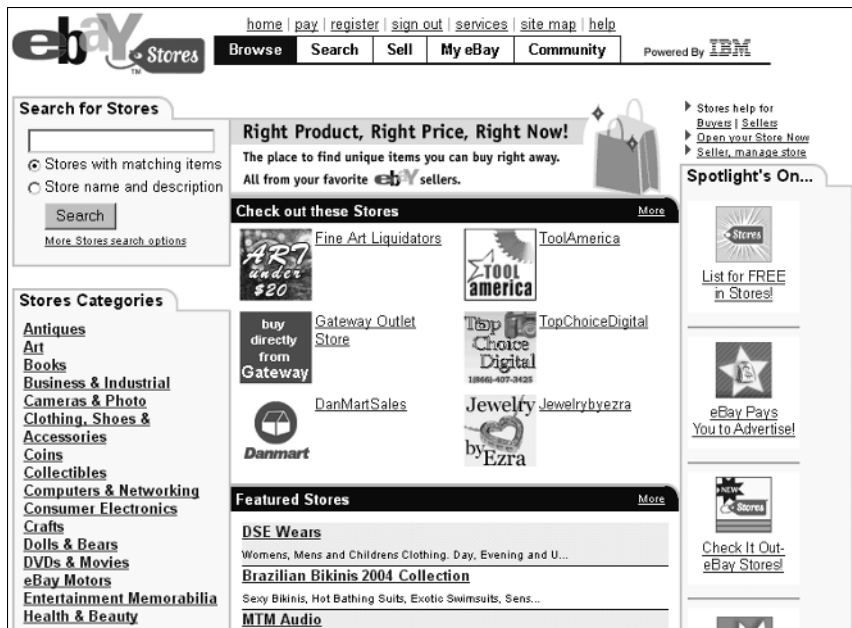 home | pay | register | sign out | services | site map | help
ebaY Stores
TM
Browse
Search
Sell
My eBay
Community
Powered By IBM
Search for Stores
Stores with matching items
Store name and description
Search
More Stores search options
Stores Categories
Antiques
Art
Books
Business & Industrial
Cameras & Photo
Clothing, Shoes &
Accessories
Coins
Collectibles
Computers & Networking
Consumer Electronics
Crafts
Dolls & Bears
DVDs & Movies
eBay Motors
Entertainment Memorabilia
Health & Beauty
Right Product, Right Price, Right Now!
The place to find unique items you can buy right away.
All from your favorite ebaY sellers.
Check out these Stores
More
ART
under
$20
Fine Art Liquidators
TOOL
america
ToolAmerica
buy
directly
from
Gateway
Gateway Outlet
Store
Top
Choice
Digital
1(866)-407-3425
TopChoiceDigital
Danmart
DanMartSales
Jewelry
by Ezra
Jewelrybyezra
Featured Stores
More
DSE Wears
Womens, Mens and Childrens Clothing. Day, Evening and U...
Brazilian Bikinis 2004 Collection
Sexy Bikinis, Hot Bathing Suits, Exotic Swimsuits, Sens...
MTM Audio
Stores help for
Buyers | Sellers
Open your Store Now
Seller, manage store
Spotlight's On...
Stores
List for FREE
in Stores!
eBay Pays
You to Advertise!
NEW
Stores
Check It Out-
eBay Stores!